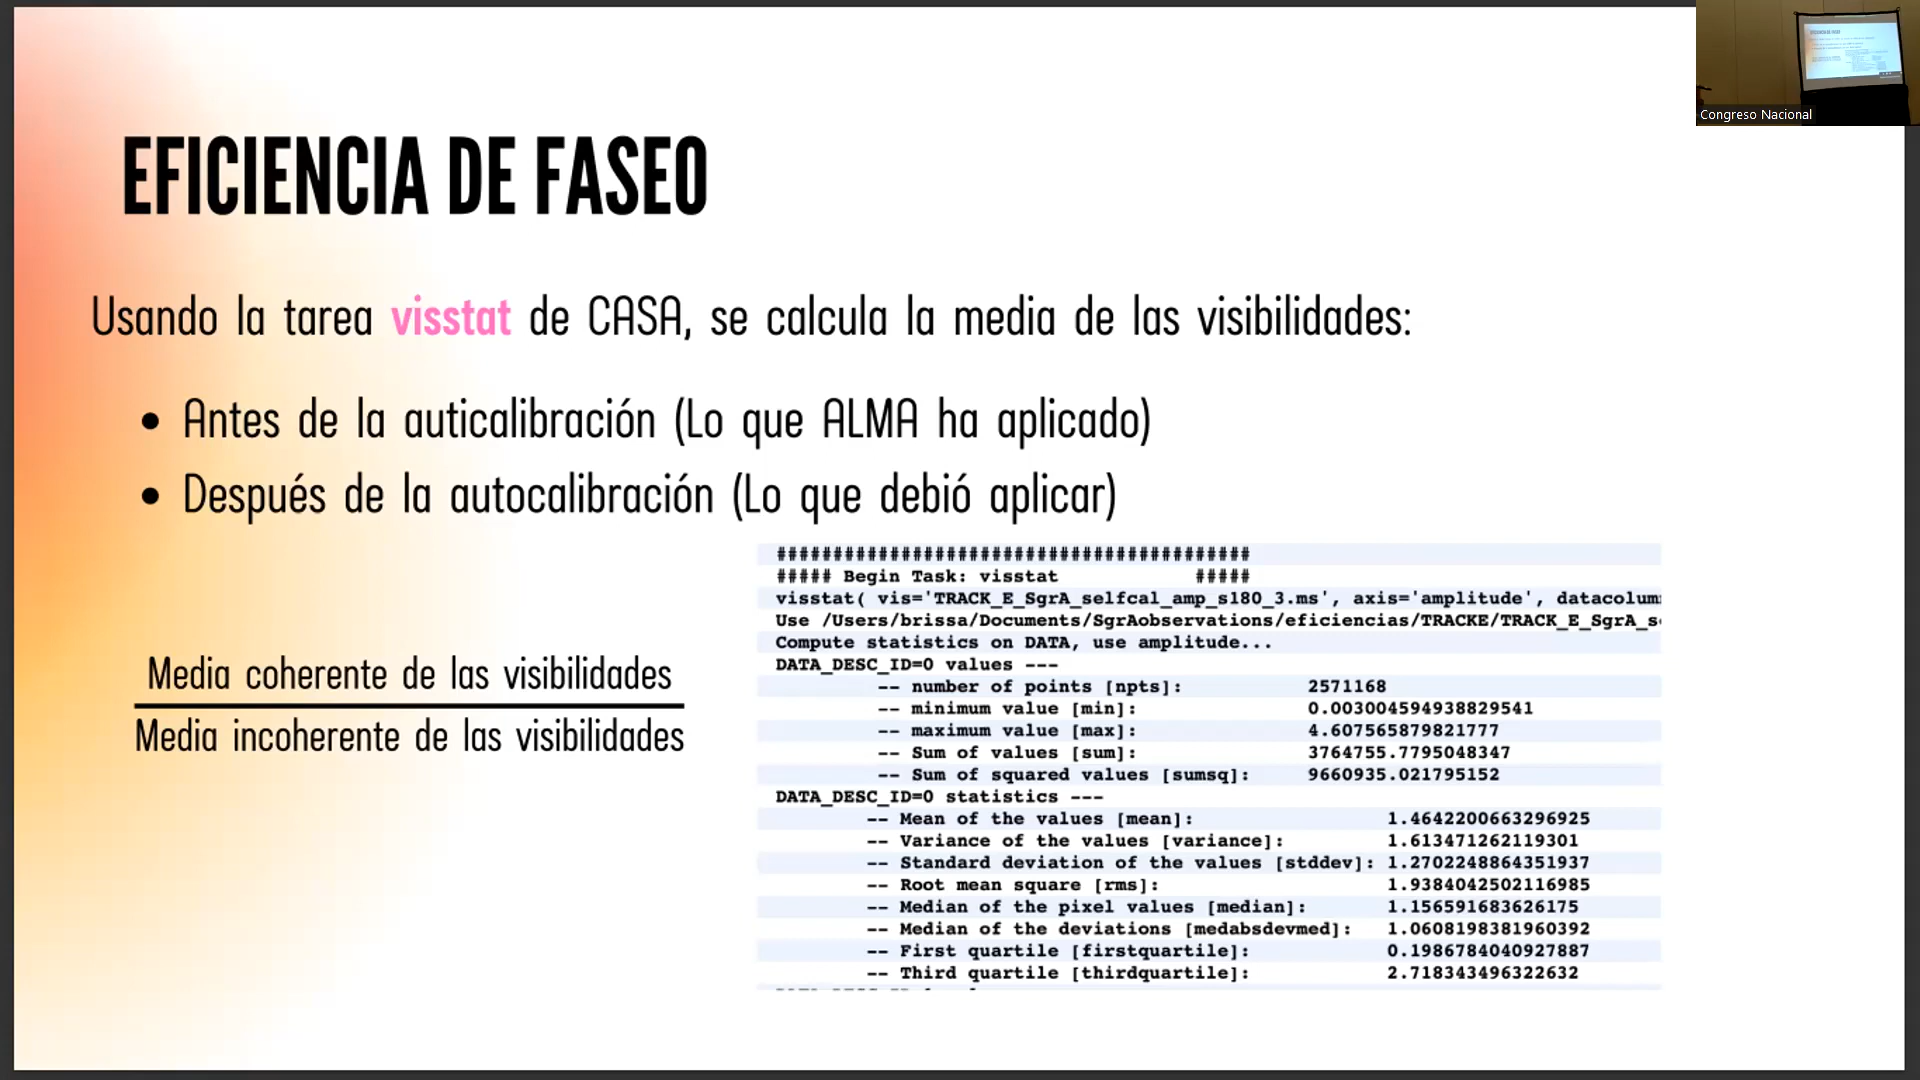 Congreso Nacional
EFICIENCIA DE FASEO
Usando la tarea visstat de CASA, se calcula la media de las visibilidades:
• Antes de la auticalibración (Lo que ALMA ha aplicado)
• Después de la autocalibración (Lo que debió aplicar)
Media coherente de las visibilidades
Media incoherente de las visibilidades
##########################################
##### Begin Task: visstat #####
visstat( vis='TRACK_E_SgrA_selfcal_amp_s180_3.ms', axis='amplitude', datacolum
Use /Users/brissa/Documents/SgrAobservations/eficiencias/TRACKE/TRACK_E_SgrA_s
Compute statistics on DATA, use amplitude...
DATA_DESC_ID=0 values ---
-- number of points [npts]: 2571168
-- minimum value [min]: 0.003004594938829541
-- maximum value [max]: 4.607565879821777
-- Sum of values [sum]: 3764755.7795048347
-- Sum of squared values [sumsq]: 9660935.021795152
DATA_DESC_ID=0 statistics ---
-- Mean of the values [mean]: 1.4642200663296925
-- Variance of the values [variance]: 1.613471262119301
-- Standard deviation of the values [stddev]: 1.2702248864351937
-- Root mean square [rms]: 1.9384042502116985
-- Median of the pixel values [median]: 1.156591683626175
-- Median of the deviations [medabsdevmed]: 1.0608198381960392
-- First quartile [firstquartile]: 0.1986784040927887
-- Third quartile [thirdquartile]: 2.718343496322632